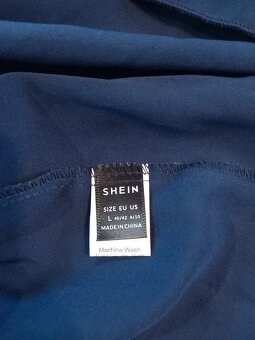 SHEIN
SIZE EU US
L 40/42 8/10
MADE IN CHINA
Machine Wash